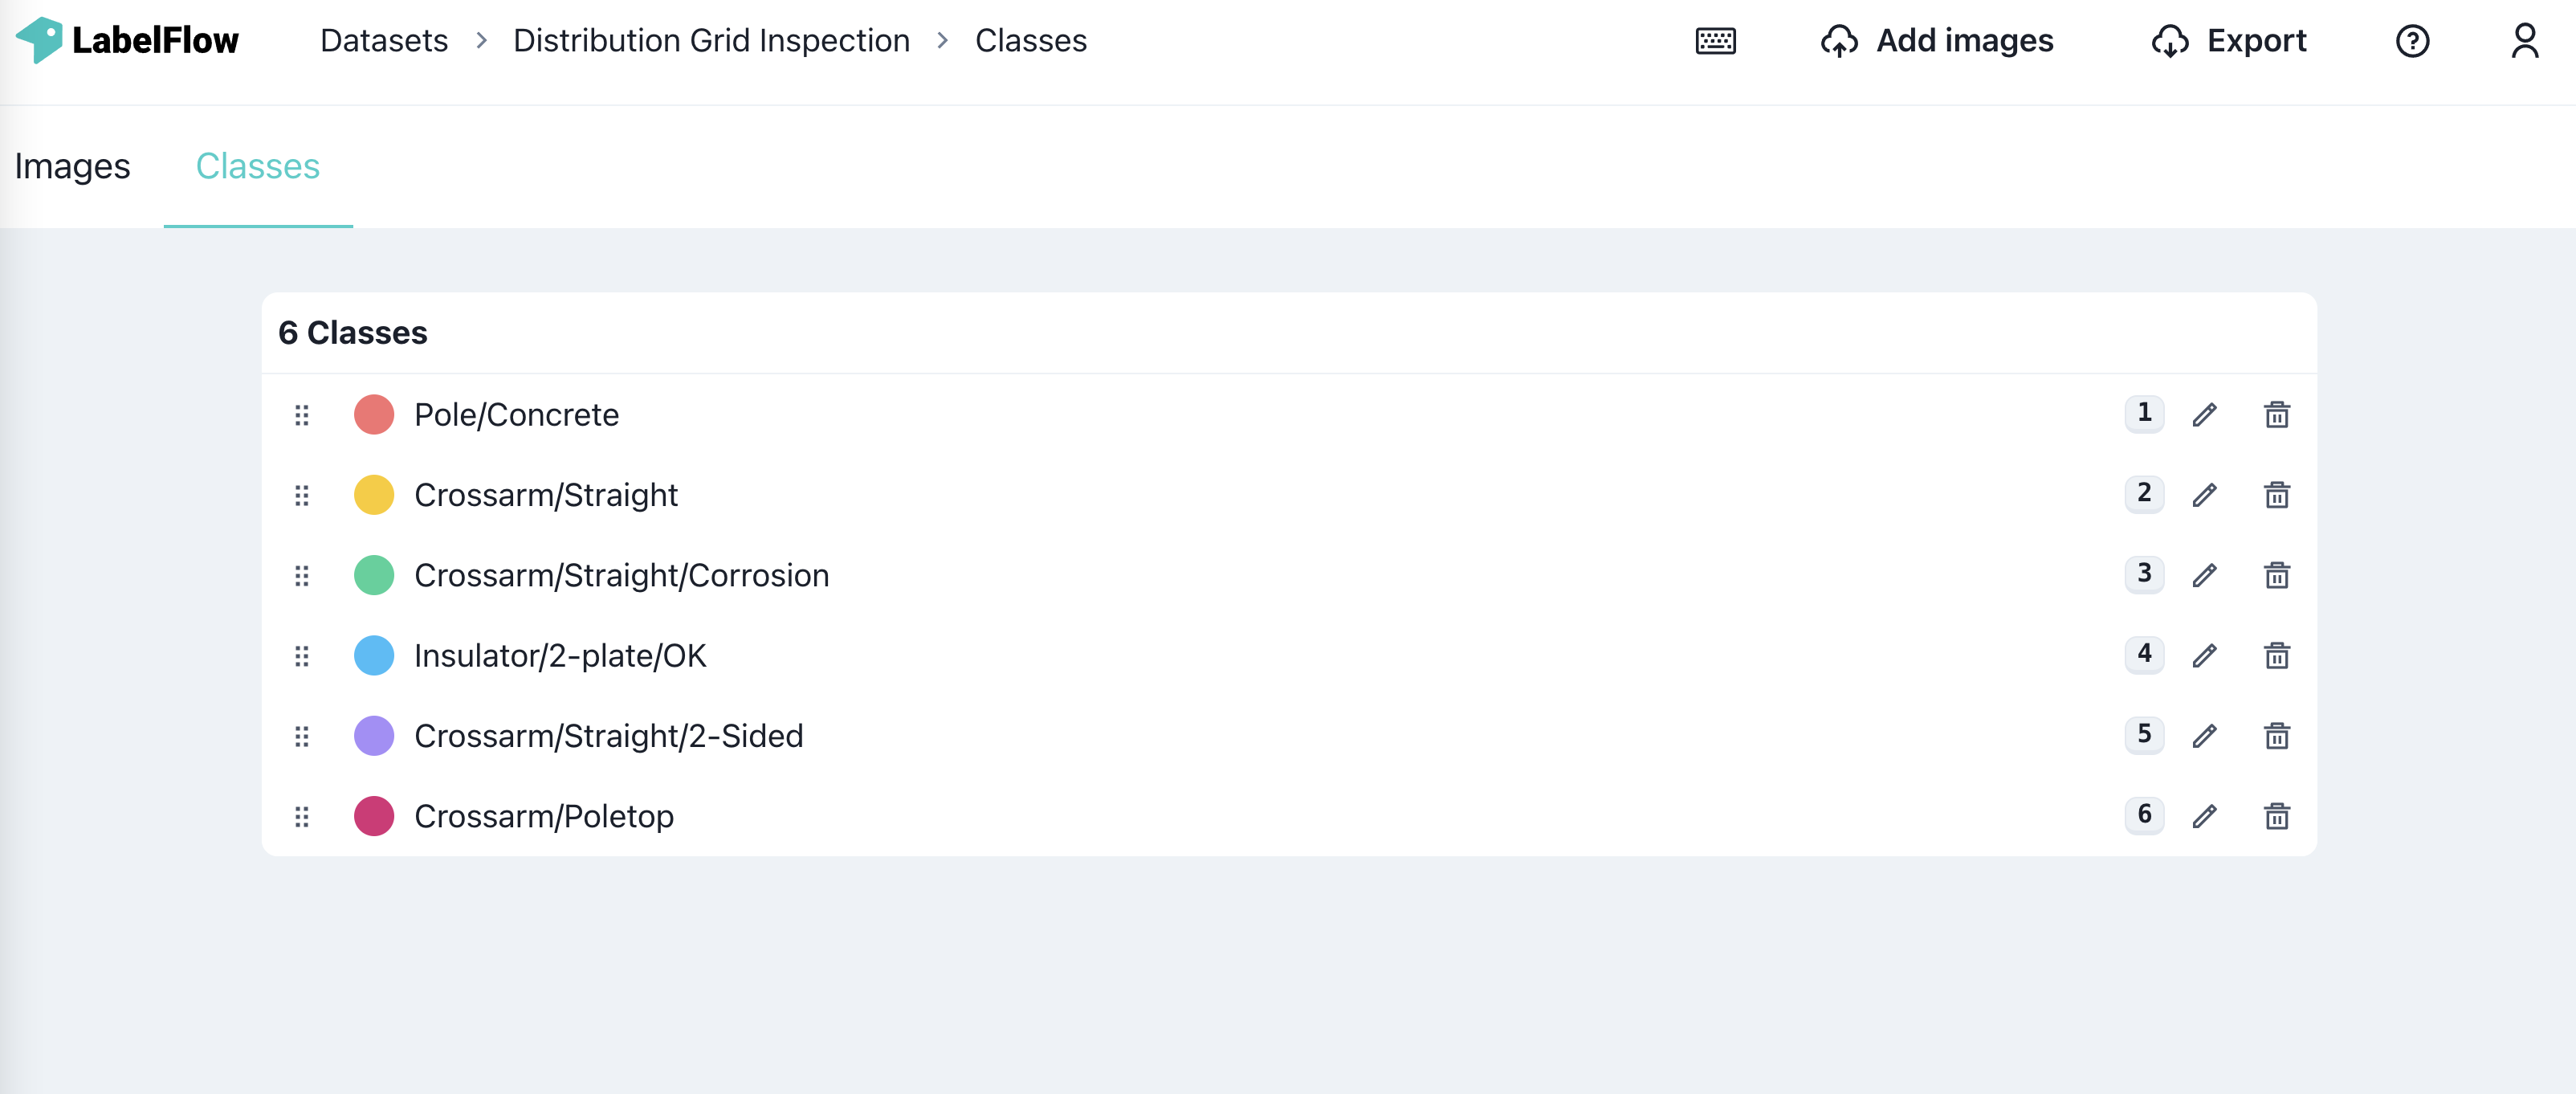 LabelFlow Datasets > Distribution Grid Inspection > Classes Add images Export ?
Images Classes
6 Classes
Pole/Concrete 1
Crossarm/Straight 2
Crossarm/Straight/Corrosion 3
Insulator/2-plate/OK 4
Crossarm/Straight/2-Sided 5
Crossarm/Poletop 6